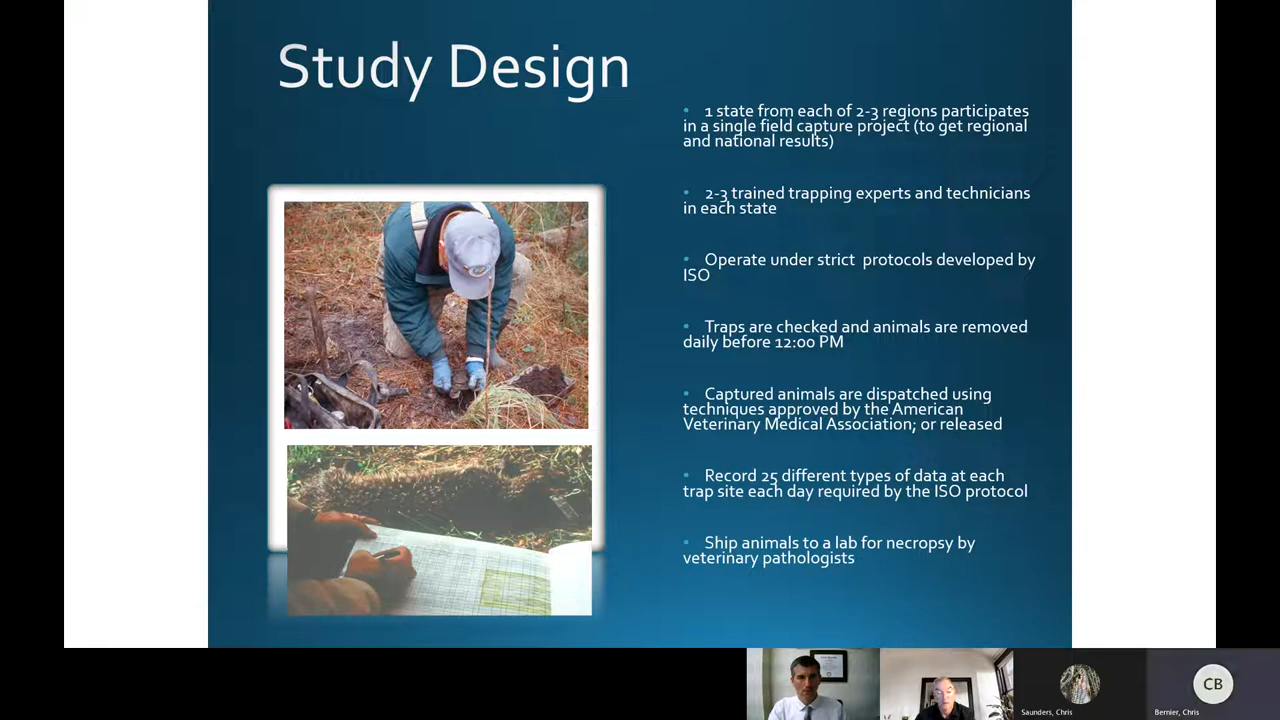 Study Design
• 1 state from each of 2-3 regions participates
in a single field capture project (to get regional
and national results)
• 2-3 trained trapping experts and technicians
in each state
• Operate under strict protocols developed by
ISO
• Traps are checked and animals are removed
daily before 12:00 PM
• Captured animals are dispatched using
techniques approved by the American
Veterinary Medical Association; or released
• Record 25 different types of data at each
trap site each day required by the ISO protocol
• Ship animals to a lab for necropsy by
veterinary pathologists
CB
Saunders, Chris
Bernier, Chris